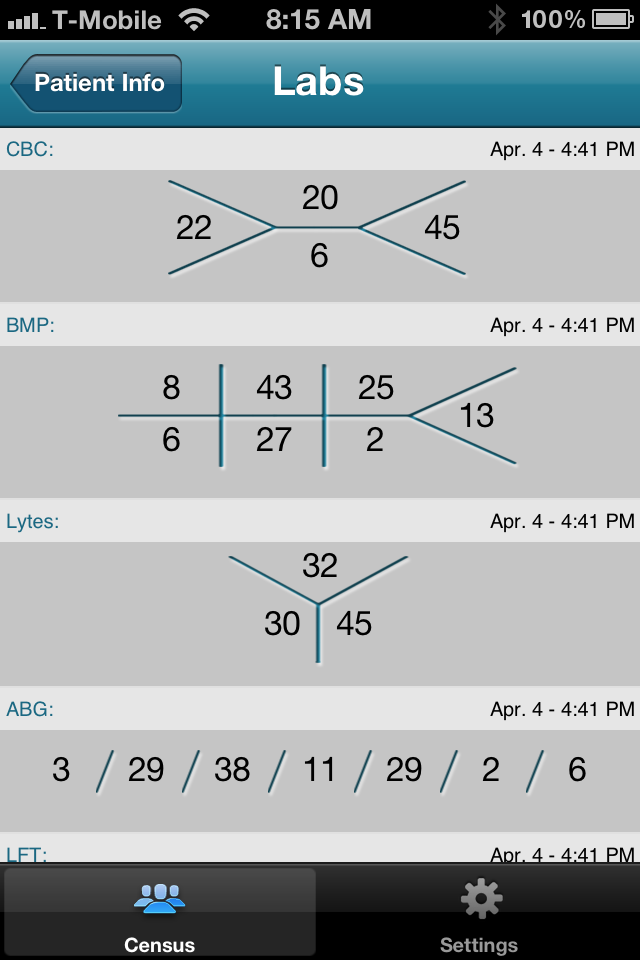 T-Mobile 8:15 AM 100%
Patient Info Labs
CBC: Apr. 4 - 4:41 PM
20
22 45
6
BMP: Apr. 4 - 4:41 PM
8 43 25
13
6 27 2
Lytes: Apr. 4 - 4:41 PM
32
30 45
ABG: Apr. 4 - 4:41 PM
3 / 29 / 38 / 11 / 29 / 2 / 6
LFT: Apr. 4 - 4:41 PM
Census Settings